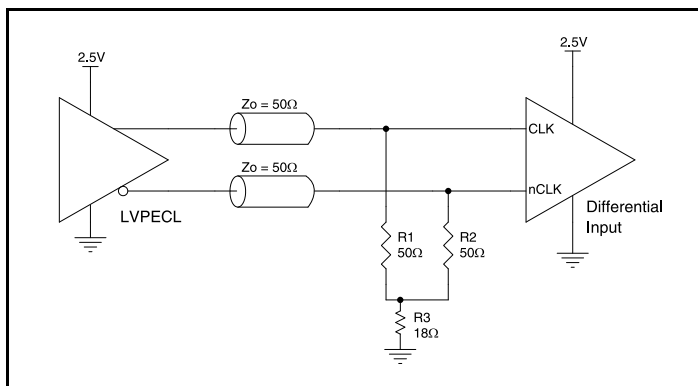 2.5V
2.5V
Zo = 50Ω
CLK
Zo = 50Ω
nCLK
LVPECL
Differential
Input
R1
50Ω
R2
50Ω
R3
18Ω